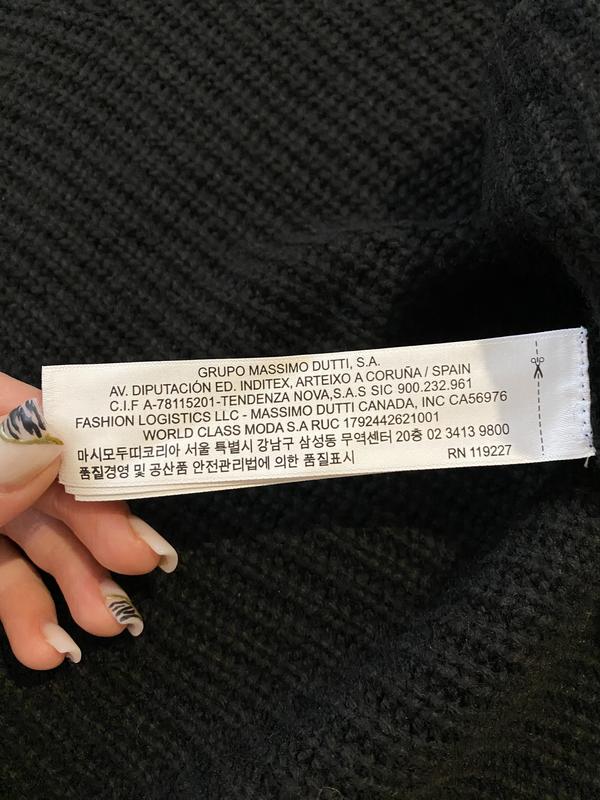 GRUPO MASSIMO DUTTI, S.A.
AV. DIPUTACIÓN ED. INDITEX, ARTEIXO A CORUÑA / SPAIN
C.I.F A-78115201-TENDENZA NOVA,S.A.S SIC 900.232.961
FASHION LOGISTICS LLC - MASSIMO DUTTI CANADA, INC CA56976
WORLD CLASS MODA S.A RUC 1792442621001
마시모두띠코리아 서울 특별시 강남구 삼성동 무역센터 20층 02 3413 9800
품질경영 및 공산품 안전관리법에 의한 품질표시 RN 119227